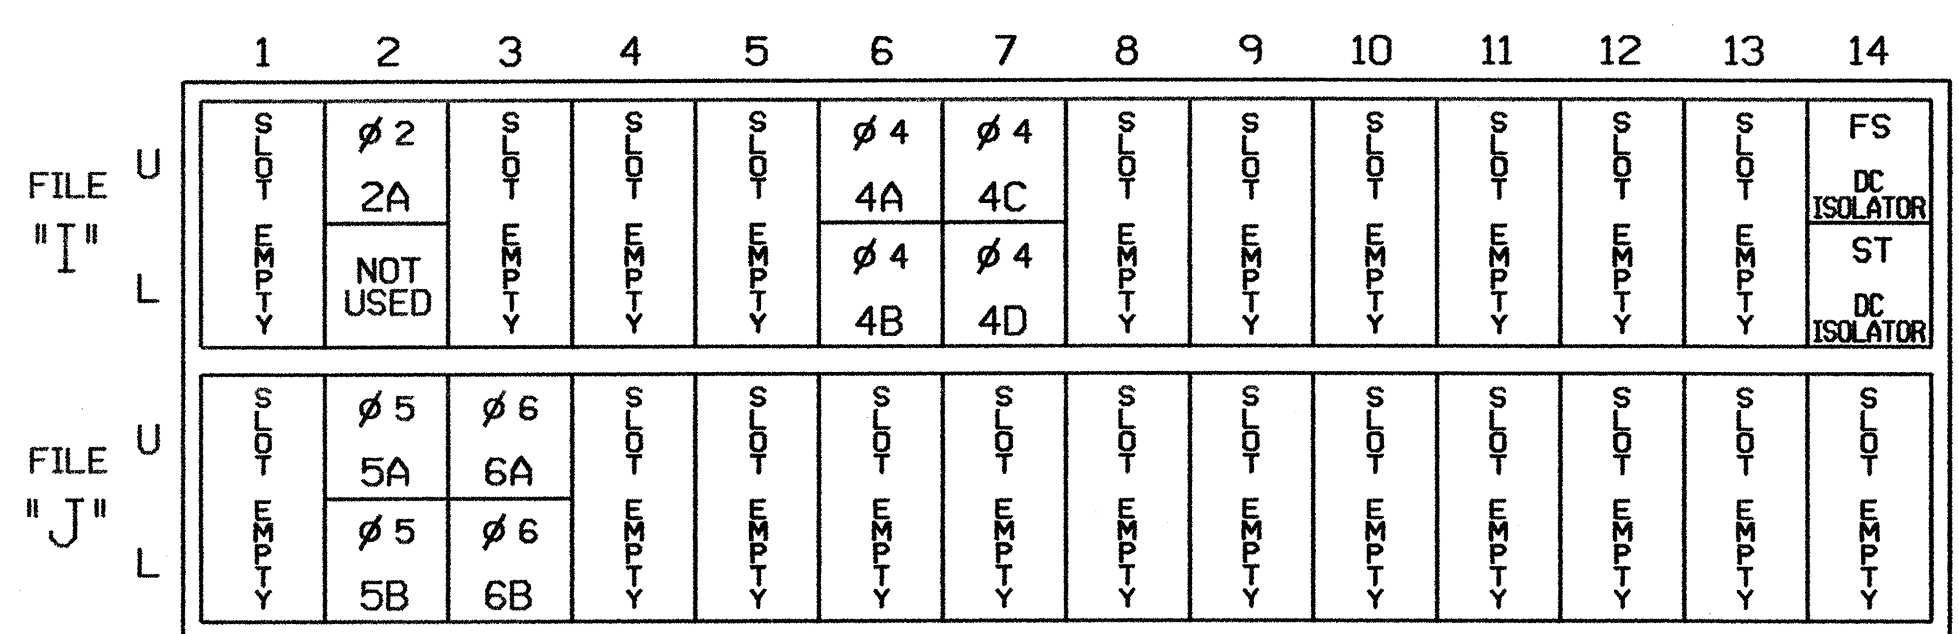 1 2 3 4 5 6 7 8 9 10 11 12 13 14
FILE "I"
U
L
SLOT EMPTY
ø 2
2A
NOT
USED
SLOT EMPTY
SLOT EMPTY
SLOT EMPTY
ø 4
4A
ø 4
4B
ø 4
4C
ø 4
4D
SLOT EMPTY
SLOT EMPTY
SLOT EMPTY
SLOT EMPTY
SLOT EMPTY
SLOT EMPTY
FS
DC
ISOLATOR
ST
DC
ISOLATOR
FILE "J"
U
L
SLOT EMPTY
ø 5
5A
ø 5
5B
ø 6
6A
ø 6
6B
SLOT EMPTY
SLOT EMPTY
SLOT EMPTY
SLOT EMPTY
SLOT EMPTY
SLOT EMPTY
SLOT EMPTY
SLOT EMPTY
SLOT EMPTY
SLOT EMPTY
SLOT EMPTY